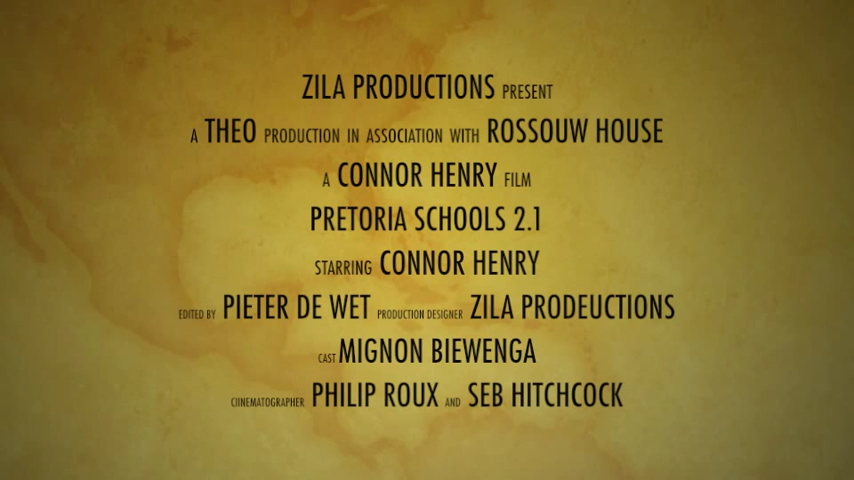 ZILA PRODUCTIONS PRESENT
A THEO PRODUCTION IN ASSOCIATION WITH ROSSOUW HOUSE
A CONNOR HENRY FILM
PRETORIA SCHOOLS 2.1
STARRING CONNOR HENRY
EDITED BY PIETER DE WET PRODUCTION DESIGNER ZILA PRODEUCTIONS
CAST MIGNON BIEWENGA
CIINEMATOGRAPHER PHILIP ROUX AND SEB HITCHCOCK